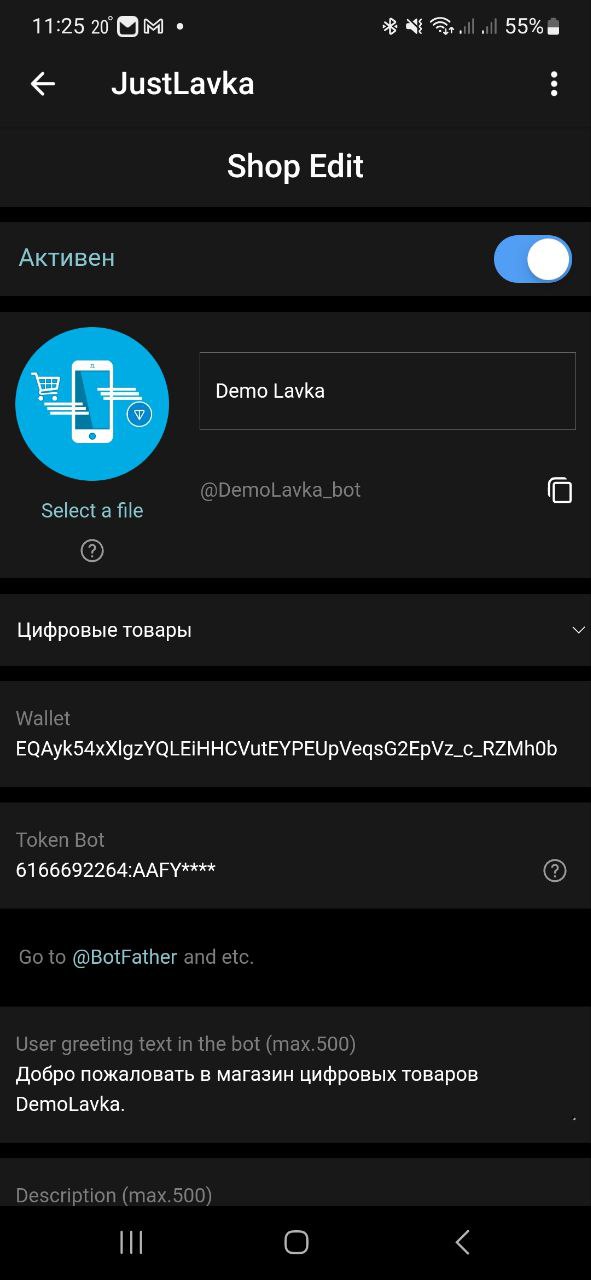 11:25 20° 55%
JustLavka
Shop Edit
Активен
Demo Lavka
@DemoLavka_bot
Select a file
Цифровые товары
Wallet
EQAyk54xXlgzYQLEiHHCVutEYPEUpVeqsG2EpVz_c_RZMh0b
Token Bot
6166692264:AAFY****
Go to @BotFather and etc.
User greeting text in the bot (max.500)
Добро пожаловать в магазин цифровых товаров
DemoLavka.
Description (max.500)